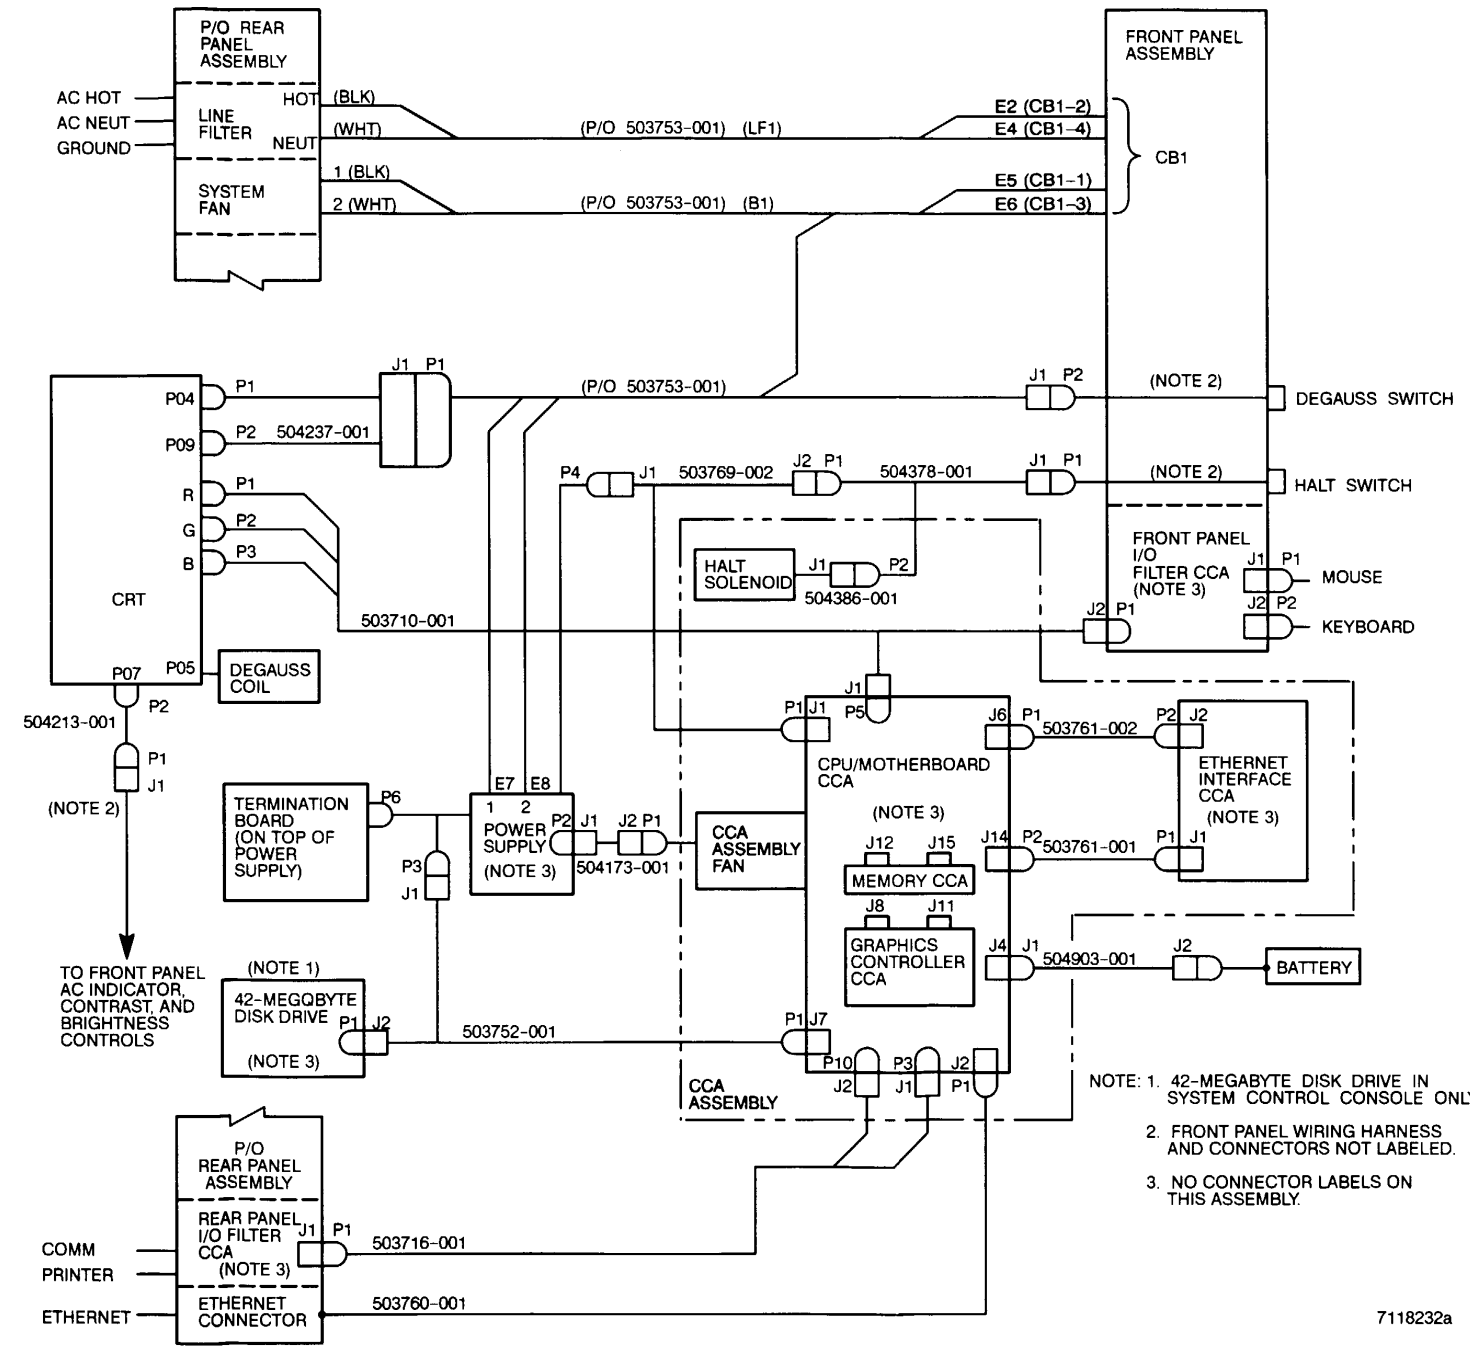 P/O REAR
PANEL
ASSEMBLY
AC HOT
AC NEUT
GROUND
LINE
FILTER
HOT
NEUT
(BLK)
(WHT)
(P/O 503753-001) (LF1)
SYSTEM
FAN
1 (BLK)
2 (WHT)
(P/O 503753-001) (B1)
FRONT PANEL
ASSEMBLY
E2 (CB1-2)
E4 (CB1-4)
E5 (CB1-1)
E6 (CB1-3)
CB1
P04
P1
P09
P2
504237-001
J1 P1
(P/O 503753-001)
J1 P2
(NOTE 2)
DEGAUSS SWITCH
R
P1
G
P2
B
P3
CRT
P4
J1
503769-002
J2 P1
504378-001
J1 P1
(NOTE 2)
HALT SWITCH
HALT
SOLENOID
J1
P2
504386-001
FRONT PANEL
I/O
FILTER CCA
(NOTE 3)
J1 P1
MOUSE
J2 P2
KEYBOARD
503710-001
J2 P1
P07
P05
DEGAUSS
COIL
504213-001
P2
P1
J1
(NOTE 2)
TO FRONT PANEL
AC INDICATOR,
CONTRAST, AND
BRIGHTNESS
CONTROLS
TERMINATION
BOARD
(ON TOP OF
POWER
SUPPLY)
P6
P3
J1
E7 E8
1 2
POWER
SUPPLY
(NOTE 3)
P2 J1
J2 P1
504173-001
CCA
ASSEMBLY
FAN
P1 J1
J1
P5
CPU/MOTHERBOARD
CCA
(NOTE 3)
J12 J15
MEMORY CCA
J8 J11
GRAPHICS
CONTROLLER
CCA
J6 P1
503761-002
P2 J2
ETHERNET
INTERFACE
CCA
(NOTE 3)
J14 P2
503761-001
P1 J1
J4 J1
504903-001
J2
BATTERY
(NOTE 1)
42-MEGQBYTE
DISK DRIVE
P1 J2
(NOTE 3)
503752-001
P1 J7
P10
J2
P3
J1
J2
P1
CCA
ASSEMBLY
NOTE: 1. 42-MEGABYTE DISK DRIVE IN
SYSTEM CONTROL CONSOLE ONLY
2. FRONT PANEL WIRING HARNESS
AND CONNECTORS NOT LABELED.
3. NO CONNECTOR LABELS ON
THIS ASSEMBLY.
P/O
REAR PANEL
ASSEMBLY
REAR PANEL
I/O FILTER
CCA
(NOTE 3)
J1 P1
503716-001
COMM
PRINTER
ETHERNET
ETHERNET
CONNECTOR
503760-001
7118232a